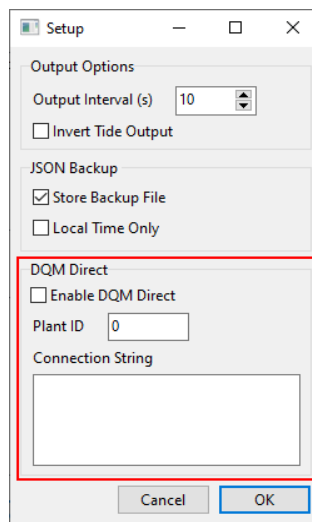 Setup
Output Options
Output Interval (s) 10
Invert Tide Output
JSON Backup
Store Backup File
Local Time Only
DQM Direct
Enable DQM Direct
Plant ID 0
Connection String
Cancel OK